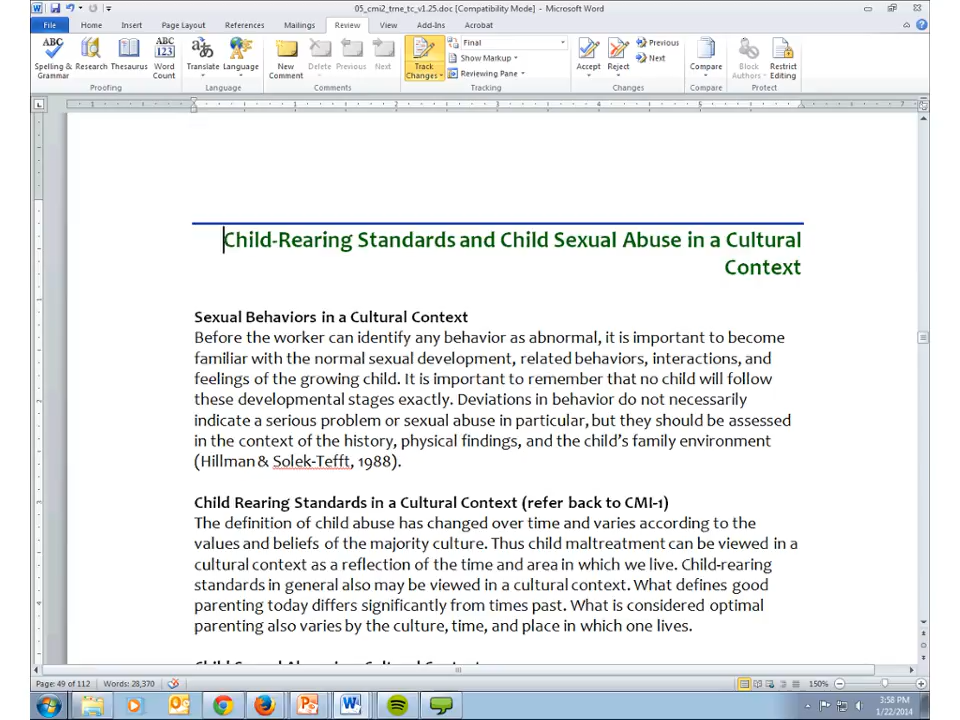 05_cmi2_trne_tc_v1.25.doc [Compatibility Mode] - Microsoft Word
File Home Insert Page Layout References Mailings Review View Add-Ins Acrobat
Spelling & Grammar Research Thesaurus Word Count Translate Language New Comment Delete Previous Next Track Changes Final Show Markup Reviewing Pane Accept Reject Previous Next Compare Block Authors Restrict Editing
Proofing Language Comments Tracking Changes Compare Protect
Child-Rearing Standards and Child Sexual Abuse in a Cultural
Context
Sexual Behaviors in a Cultural Context
Before the worker can identify any behavior as abnormal, it is important to become
familiar with the normal sexual development, related behaviors, interactions, and
feelings of the growing child. It is important to remember that no child will follow
these developmental stages exactly. Deviations in behavior do not necessarily
indicate a serious problem or sexual abuse in particular, but they should be assessed
in the context of the history, physical findings, and the child's family environment
(Hillman & Solek-Tefft, 1988).
Child Rearing Standards in a Cultural Context (refer back to CMI-1)
The definition of child abuse has changed over time and varies according to the
values and beliefs of the majority culture. Thus child maltreatment can be viewed in a
cultural context as a reflection of the time and area in which we live. Child-rearing
standards in general also may be viewed in a cultural context. What defines good
parenting today differs significantly from times past. What is considered optimal
parenting also varies by the culture, time, and place in which one lives.
Page: 49 of 112 Words: 28,370 150%
3:58 PM
1/22/2014